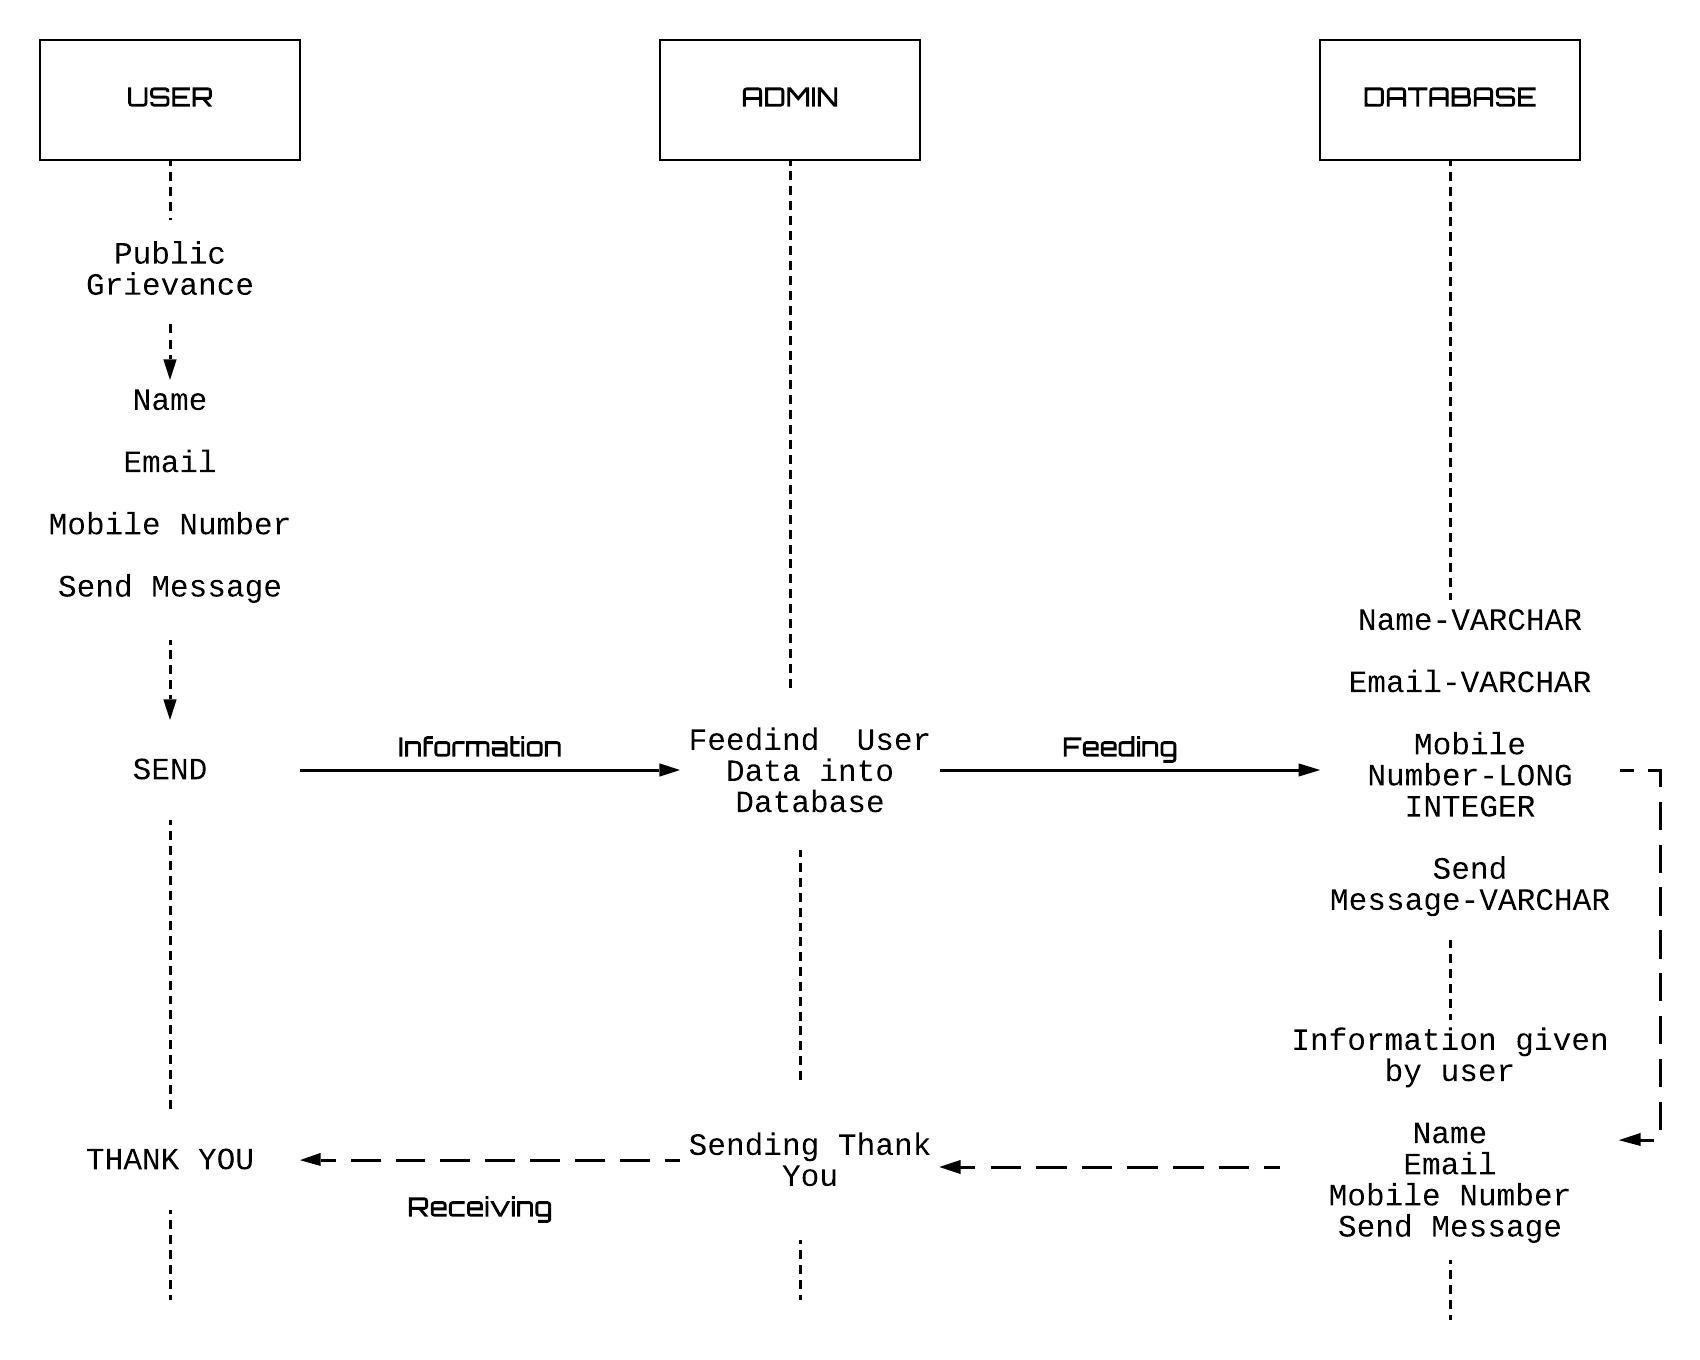 USER
ADMIN
DATABASE
Public
Grievance
Name
Email
Mobile Number
Send Message
SEND
Information
Feedind  User
Data into
Database
Feeding
Name-VARCHAR
Email-VARCHAR
Mobile
Number-LONG
INTEGER
Send
Message-VARCHAR
Information given
by user
Name
Email
Mobile Number
Send Message
Sending Thank
You
THANK YOU
Receiving